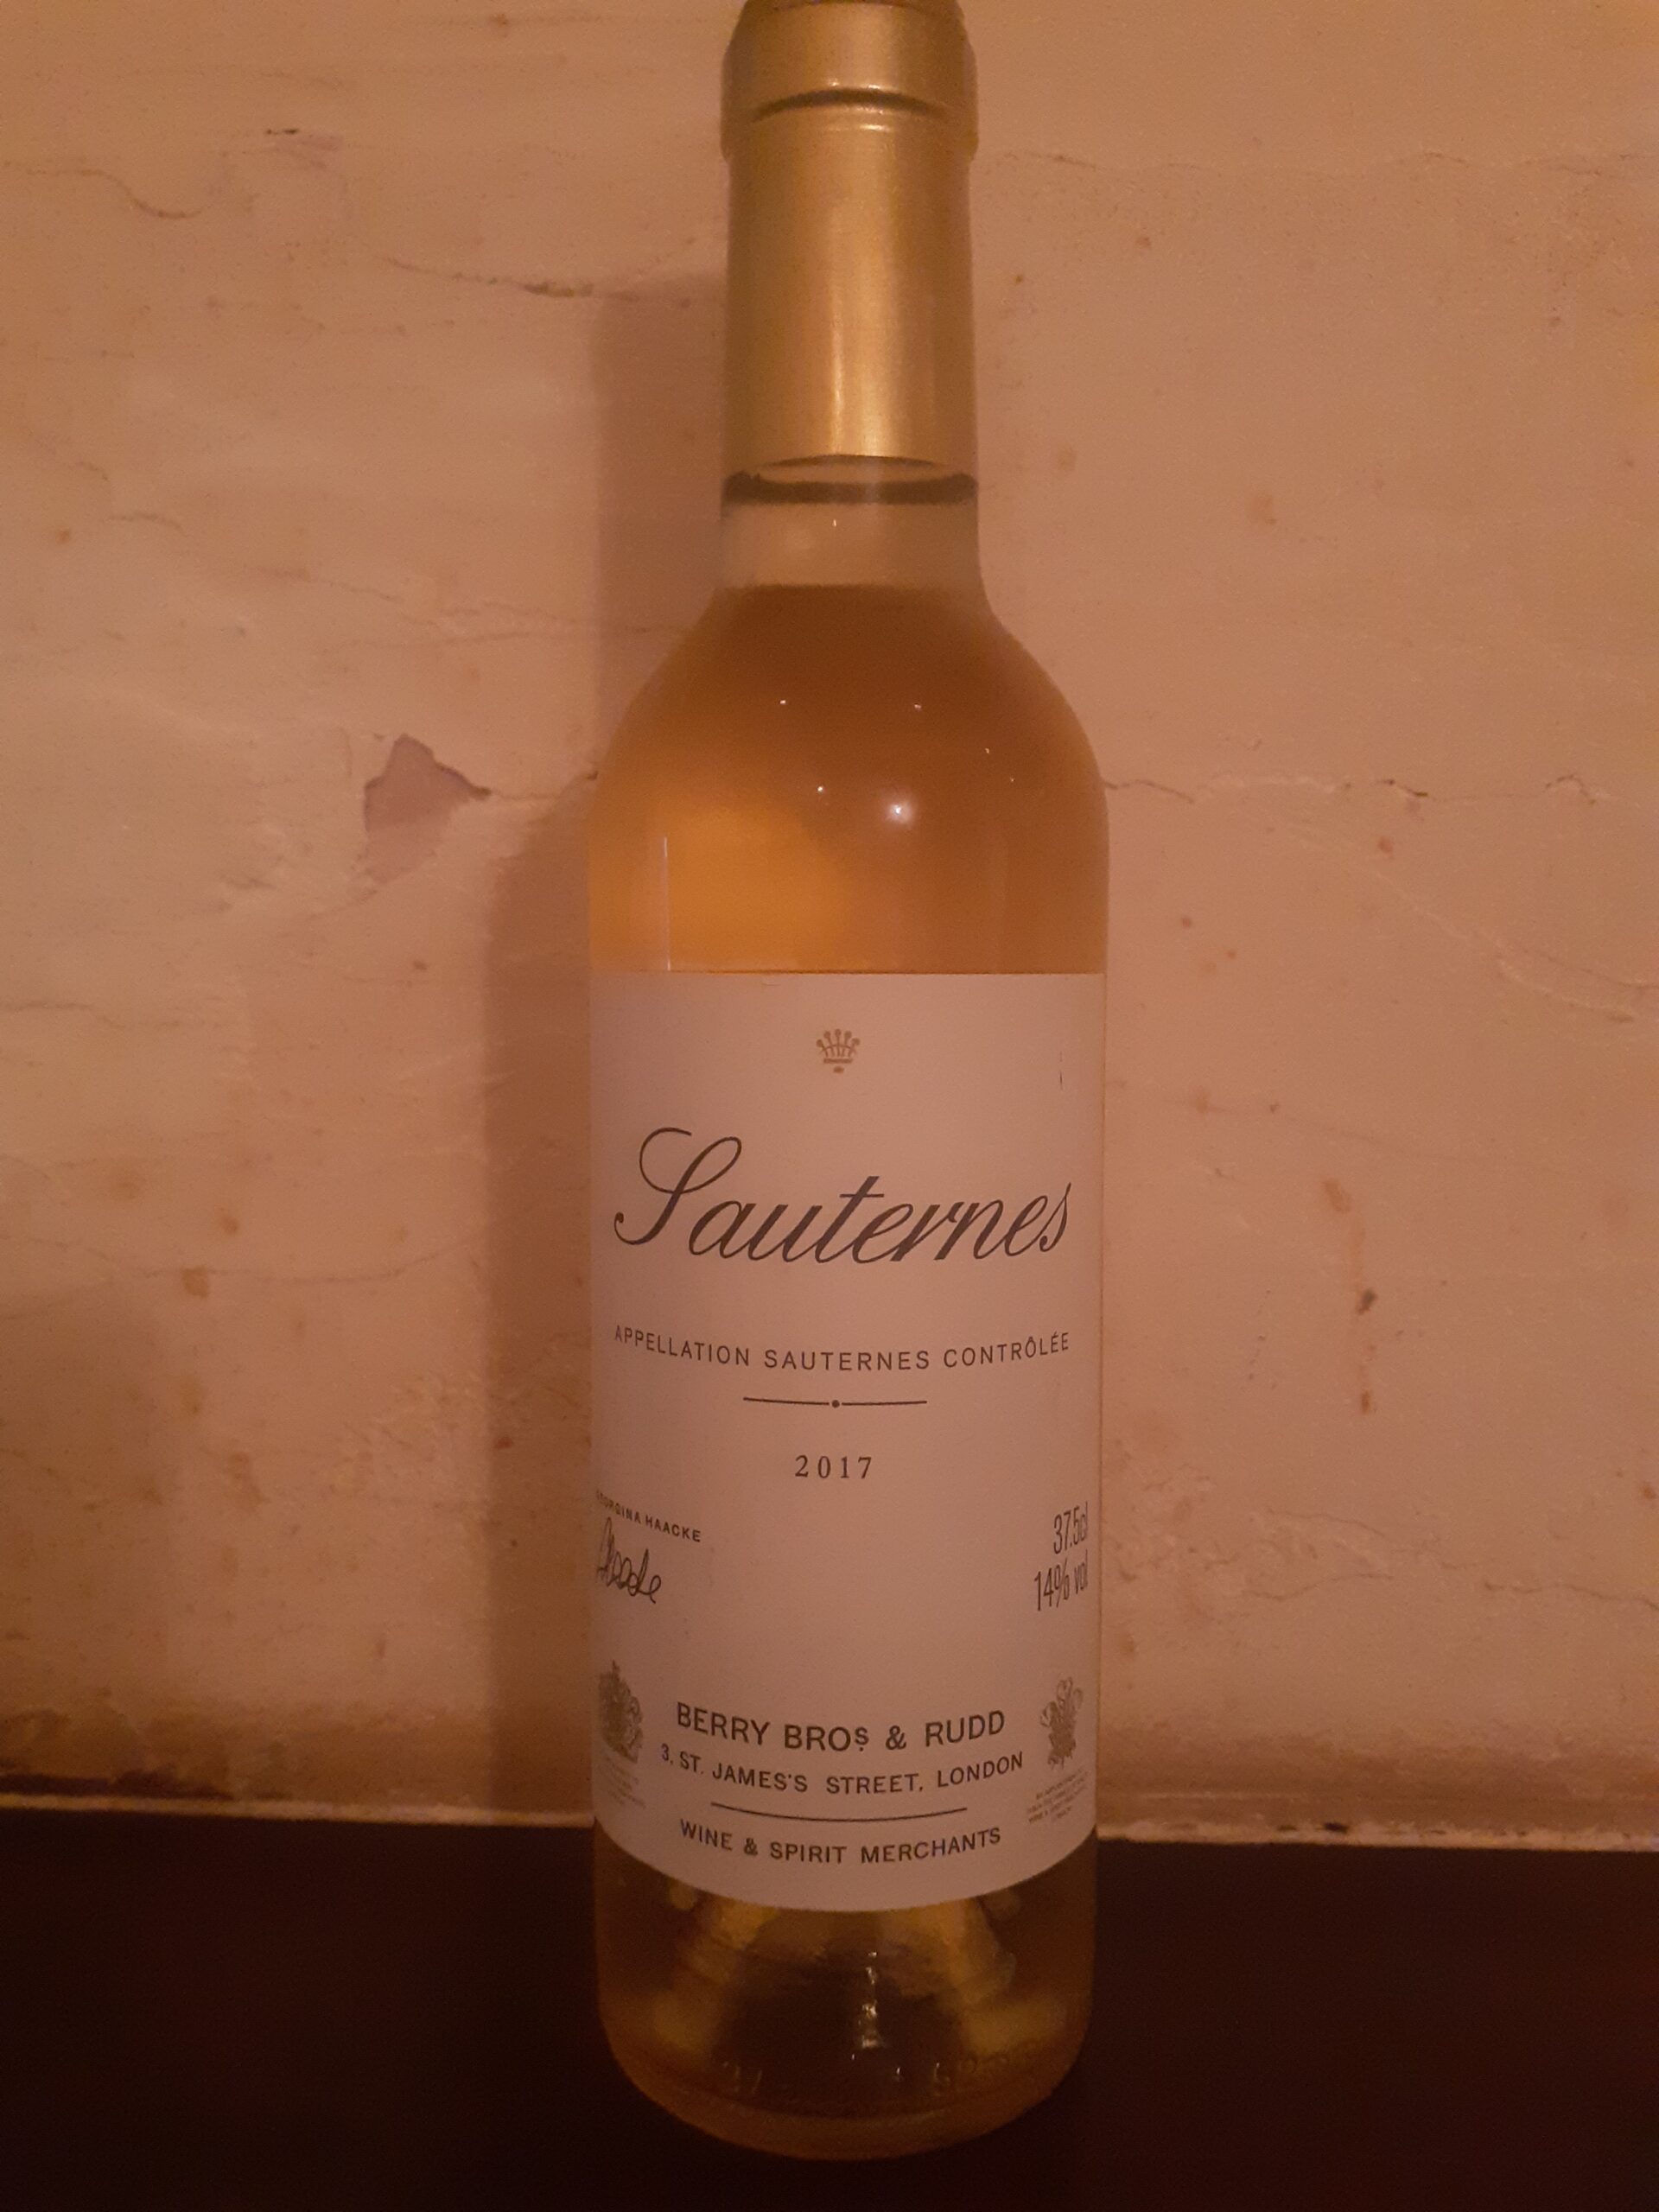 Sauternes
APPELLATION SAUTERNES CONTRÔLÉE
2017
HAACKE
37.5cl
14% vol
BERRY BROS & RUDD
3, ST. JAMES'S STREET, LONDON
WINE & SPIRIT MERCHANTS